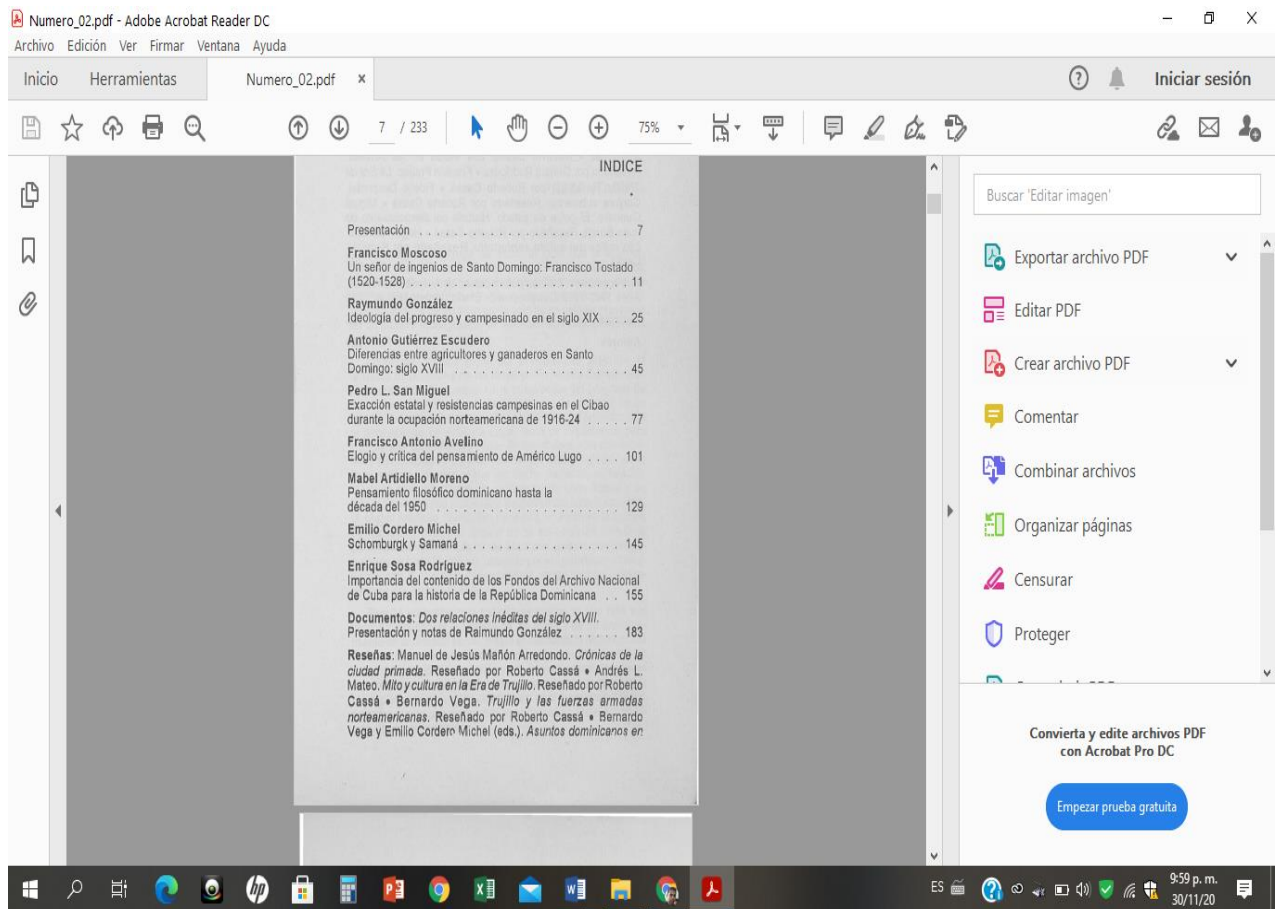 Numero_02.pdf - Adobe Acrobat Reader DC
Archivo Edición Ver Firmar Ventana Ayuda
Inicio Herramientas Numero_02.pdf x
Iniciar sesión
7 / 233
75%
INDICE
Presentación . . . . . . . . . . . . . . . . . . . . . . . . . 7
Francisco Moscoso
Un señor de ingenios de Santo Domingo: Francisco Tostado
(1520-1528) . . . . . . . . . . . . . . . . . . . . . . . . . 11
Raymundo González
Ideología del progreso y campesinado en el siglo XIX . . . 25
Antonio Gutiérrez Escudero
Diferencias entre agricultores y ganaderos en Santo
Domingo: siglo XVIII . . . . . . . . . . . . . . . . . . . 45
Pedro L. San Miguel
Exacción estatal y resistencias campesinas en el Cibao
durante la ocupación norteamericana de 1916-24 . . . . . 77
Francisco Antonio Avelino
Elogio y crítica del pensamiento de Américo Lugo . . . . 101
Mabel Artidiello Moreno
Pensamiento filosófico dominicano hasta la
década del 1950 . . . . . . . . . . . . . . . . . . . . . 129
Emilio Cordero Michel
Schomburgk y Samaná . . . . . . . . . . . . . . . . . . 145
Enrique Sosa Rodríguez
Importancia del contenido de los Fondos del Archivo Nacional
de Cuba para la historia de la República Dominicana . . 155
Documentos: Dos relaciones inéditas del siglo XVIII.
Presentación y notas de Raimundo González . . . . . . 183
Reseñas: Manuel de Jesús Mañón Arredondo. Crónicas de la
ciudad primada. Reseñado por Roberto Cassá • Andrés L.
Mateo. Mito y cultura en la Era de Trujillo. Reseñado por Roberto
Cassá • Bernardo Vega. Trujillo y las fuerzas armadas
norteamericanas. Reseñado por Roberto Cassá • Bernardo
Vega y Emilio Cordero Michel (eds.). Asuntos dominicanos en
Buscar 'Editar imagen'
Exportar archivo PDF
Editar PDF
Crear archivo PDF
Comentar
Combinar archivos
Organizar páginas
Censurar
Proteger
Convierta y edite archivos PDF
con Acrobat Pro DC
Empezar prueba gratuita
ES
9:59 p. m.
30/11/20